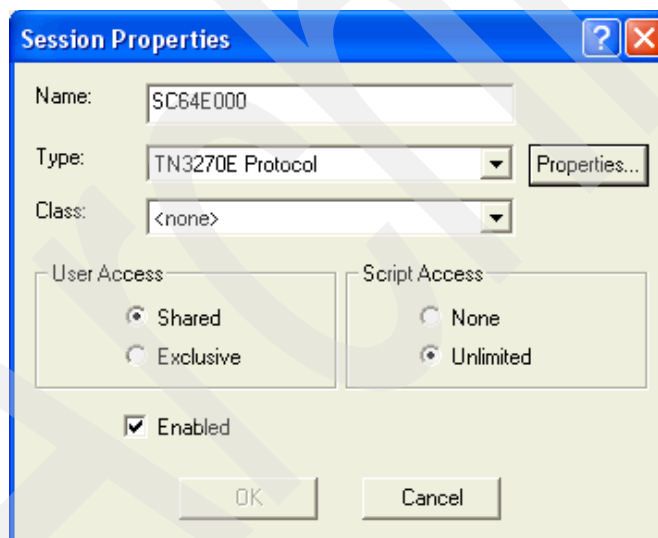 Session Properties
Name: SC64E000
Type: TN3270E Protocol Properties...
Class: <none>
User Access Script Access
Shared None
Exclusive Unlimited
Enabled
OK Cancel